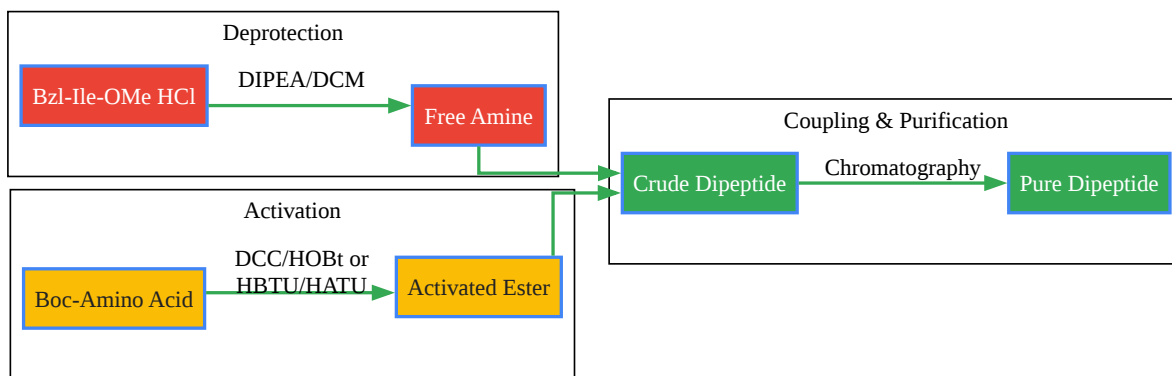 Deprotection
Bzl-Ile-OMe HCl
DIPEA/DCM
Free Amine
Activation
Boc-Amino Acid
DCC/HOBt or
HBTU/HATU
Activated Ester
Coupling & Purification
Crude Dipeptide
Chromatography
Pure Dipeptide